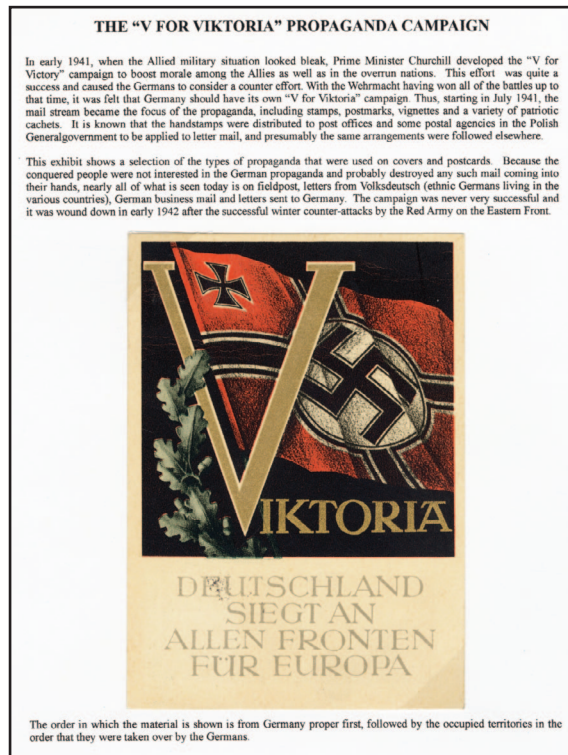 THE “V FOR VIKTORIA” PROPAGANDA CAMPAIGN
In early 1941, when the Allied military situation looked bleak, Prime Minister Churchill developed the “V for
Victory” campaign to boost morale among the Allies as well as in the overrun nations. This effort was quite a
success and caused the Germans to consider a counter effort. With the Wehrmacht having won all of the battles up to
that time, it was felt that Germany should have its own “V for Viktoria” campaign. Thus, starting in July 1941, the
mail stream became the focus of the propaganda, including stamps, postmarks, vignettes and a variety of patriotic
cachets. It is known that the handstamps were distributed to post offices and some postal agencies in the Polish
Generalgovernment to be applied to letter mail, and presumably the same arrangements were followed elsewhere.
This exhibit shows a selection of the types of propaganda that were used on covers and postcards. Because the
conquered people were not interested in the German propaganda and probably destroyed any such mail coming into
their hands, nearly all of what is seen today is on fieldpost, letters from Volksdeutsch (ethnic Germans living in the
various countries), German business mail and letters sent to Germany. The campaign was never very successful and
it was wound down in early 1942 after the successful winter counter-attacks by the Red Army on the Eastern Front.
VIKTORIA
DEUTSCHLAND
SIEGT AN
ALLEN FRONTEN
FÜR EUROPA
The order in which the material is shown is from Germany proper first, followed by the occupied territories in the
order that they were taken over by the Germans.